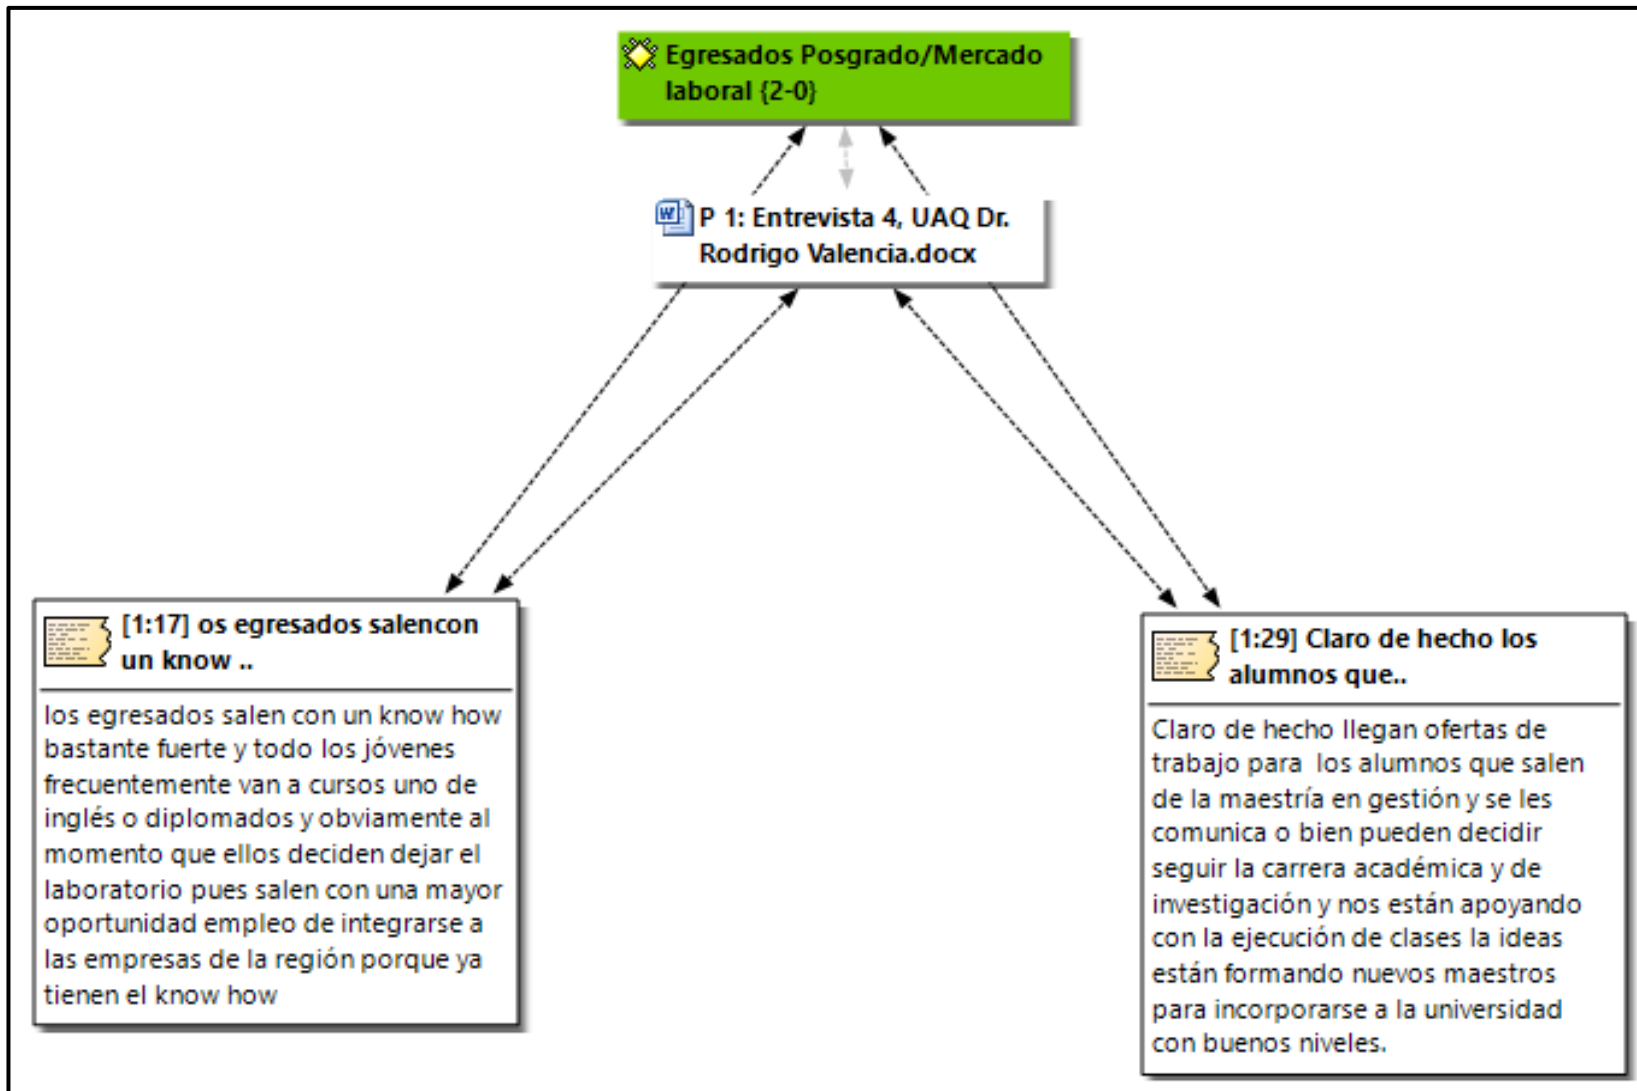 Egresados Posgrado/Mercado
laboral {2-0}
P 1: Entrevista 4, UAQ Dr.
Rodrigo Valencia.docx
[1:17] os egresados salencon
un know ..
los egresados salen con un know how
bastante fuerte y todo los jóvenes
frecuentemente van a cursos uno de
inglés o diplomados y obviamente al
momento que ellos deciden dejar el
laboratorio pues salen con una mayor
oportunidad empleo de integrarse a
las empresas de la región porque ya
tienen el know how
[1:29] Claro de hecho los
alumnos que..
Claro de hecho llegan ofertas de
trabajo para  los alumnos que salen
de la maestría en gestión y se les
comunica o bien pueden decidir
seguir la carrera académica y de
investigación y nos están apoyando
con la ejecución de clases la ideas
están formando nuevos maestros
para incorporarse a la universidad
con buenos niveles.